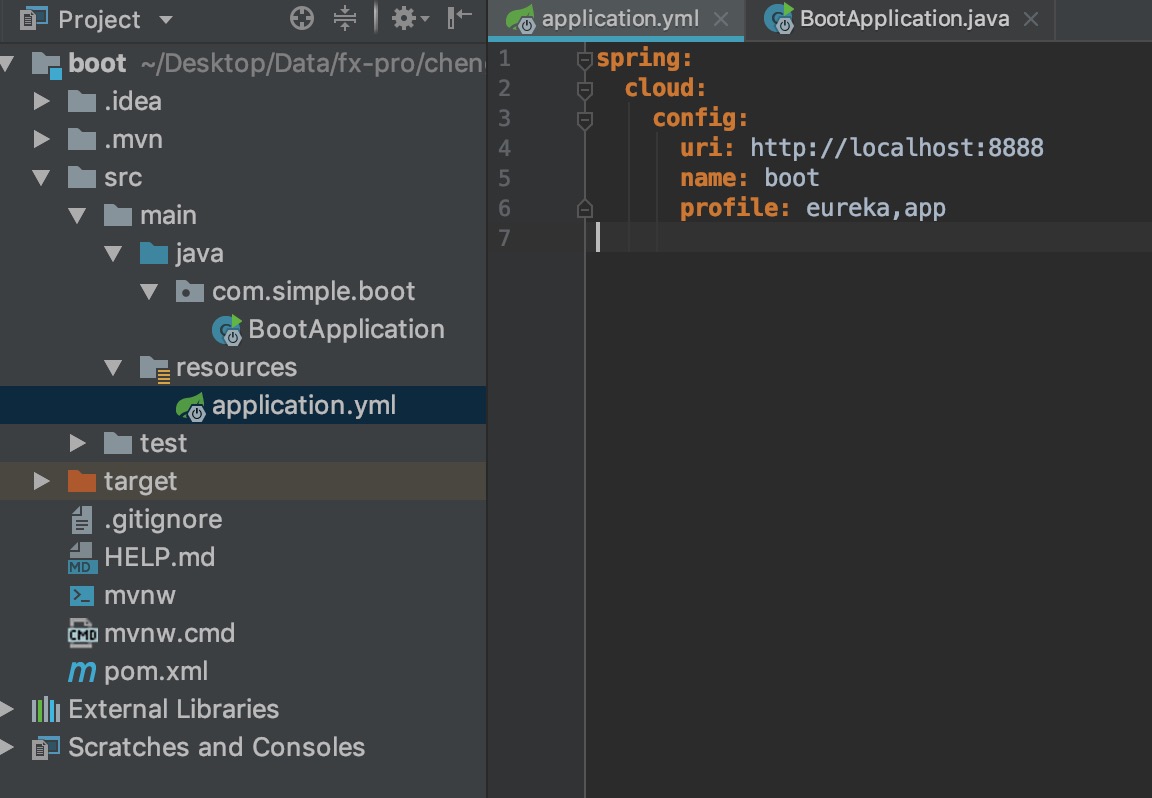 Project
application.yml
BootApplication.java
boot ~/Desktop/Data/fx-pro/chen
.idea
.mvn
src
main
java
com.simple.boot
BootApplication
resources
application.yml
test
target
.gitignore
MD HELP.md
mvnw
CMD mvnw.cmd
m pom.xml
External Libraries
Scratches and Consoles
1 spring:
2 cloud:
3 config:
4 uri: http://localhost:8888
5 name: boot
6 profile: eureka,app
7